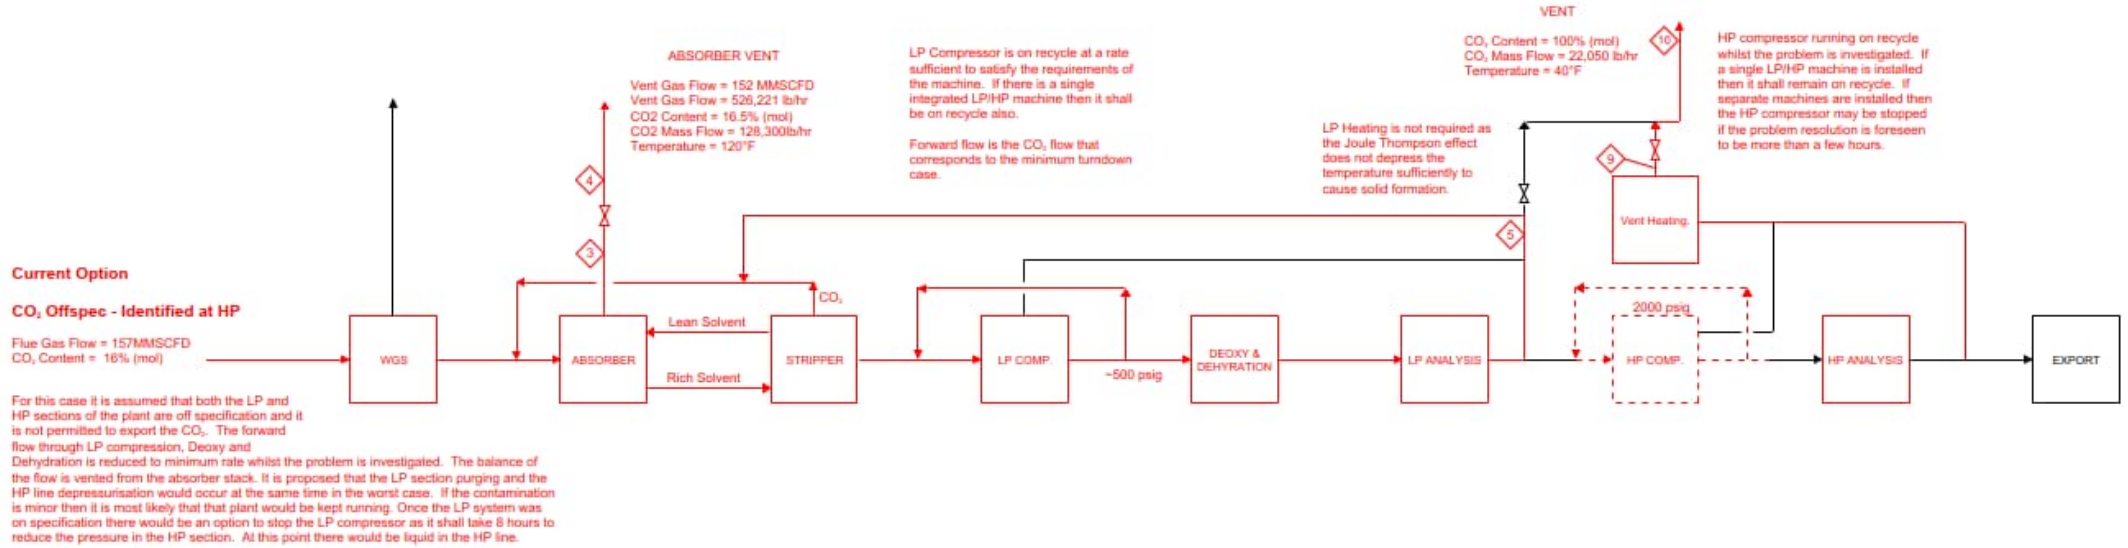 VENT
CO₂ Content = 100% (mol)
CO₂ Mass Flow = 22,050 lb/hr
Temperature = 40°F
10
HP compressor running on recycle
whilst the problem is investigated. If
a single LP/HP machine is installed
then it shall remain on recycle. If
separate machines are installed then
the HP compressor may be stopped
if the problem resolution is foreseen
to be more than a few hours.
ABSORBER VENT
Vent Gas Flow = 152 MMSCFD
Vent Gas Flow = 526,221 lb/hr
CO2 Content = 16.5% (mol)
CO2 Mass Flow = 128,300lb/hr
Temperature = 120°F
LP Compressor is on recycle at a rate
sufficient to satisfy the requirements of
the machine. If there is a single
integrated LP/HP machine then it shall
be on recycle also.
Forward flow is the CO₂ flow that
corresponds to the minimum turndown
case.
LP Heating is not required as
the Joule Thompson effect
does not depress the
temperature sufficiently to
cause solid formation.
9
4
Vent Heating.
3
5
Current Option
CO₂ Offspec - Identified at HP
Flue Gas Flow = 157MMSCFD
CO₂ Content = 16% (mol)
CO₂
2000 psig
Lean Solvent
WGS
ABSORBER
STRIPPER
LP COMP.
DEOXY &
DEHYRATION
LP ANALYSIS
HP COMP.
HP ANALYSIS
EXPORT
Rich Solvent
~500 psig
For this case it is assumed that both the LP and
HP sections of the plant are off specification and it
is not permitted to export the CO₂. The forward
flow through LP compression, Deoxy and
Dehydration is reduced to minimum rate whilst the problem is investigated. The balance of
the flow is vented from the absorber stack. It is proposed that the LP section purging and the
HP line depressurisation would occur at the same time in the worst case. If the contamination
is minor then it is most likely that that plant would be kept running. Once the LP system was
on specification there would be an option to stop the LP compressor as it shall take 8 hours to
reduce the pressure in the HP section. At this point there would be liquid in the HP line.